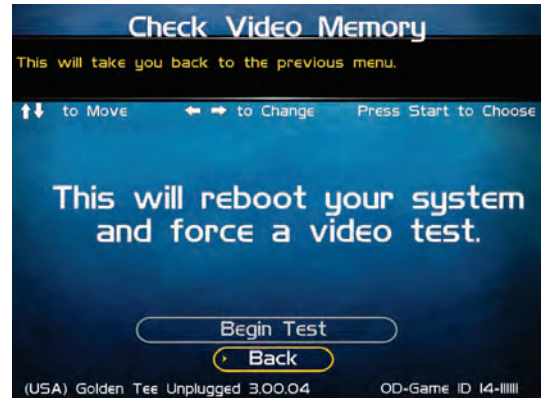 Check Video Memory
This will take you back to the previous menu.
to Move to Change Press Start to Choose
This will reboot your system
and force a video test.
Begin Test
Back
(USA) Golden Tee Unplugged 3.00.04 OD-Game ID 14-111111